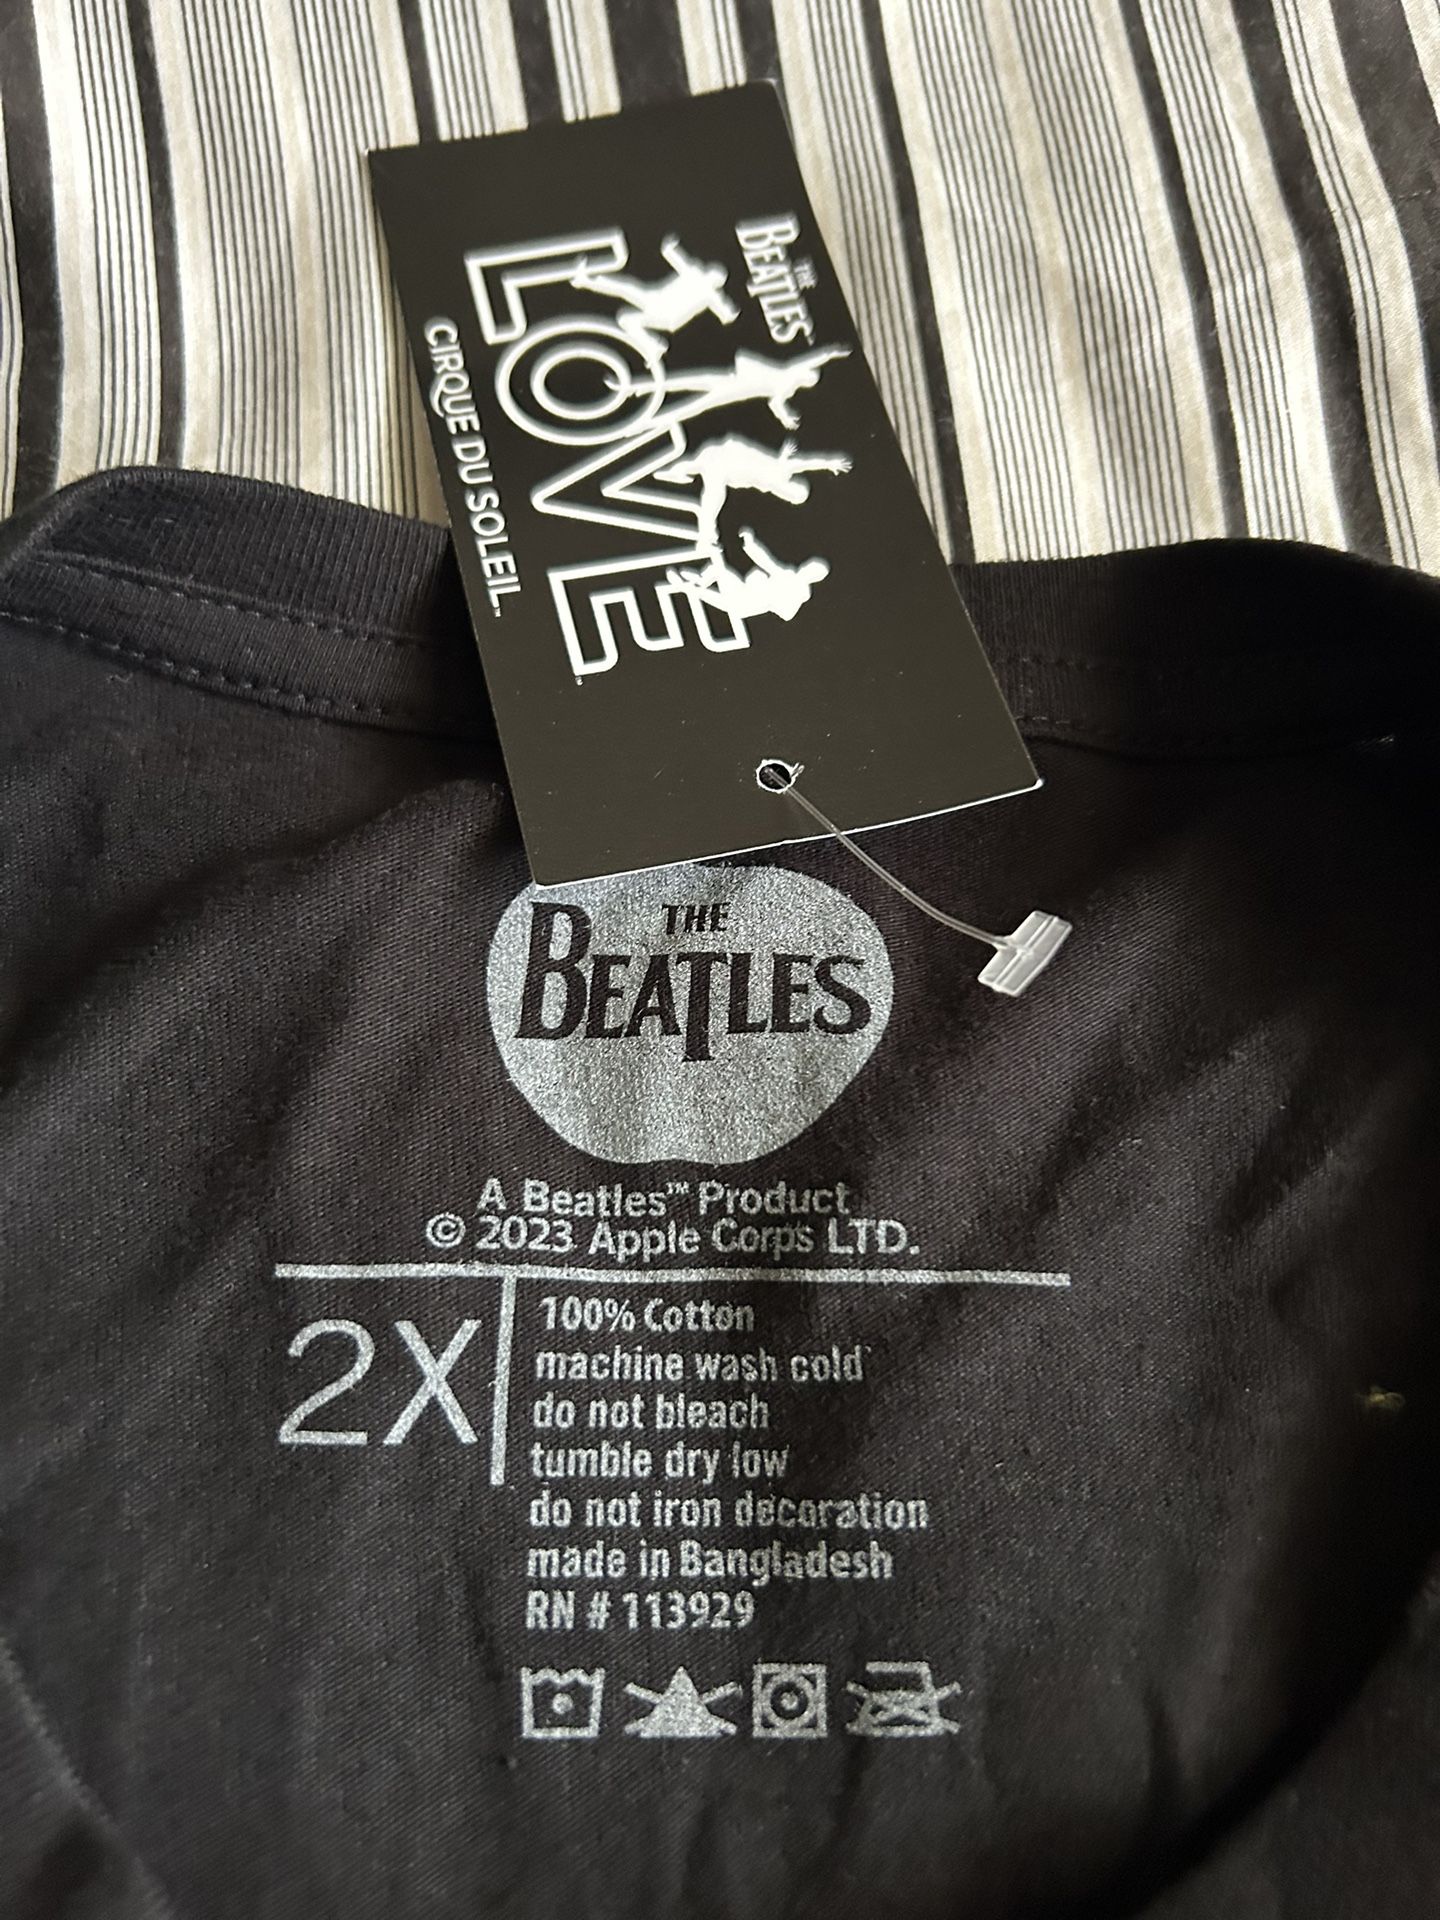 THE
BEATLES
LOVE
CIRQUE DU SOLEIL™
THE
BEATLES
A Beatles™ Product
© 2023 Apple Corps LTD.
2X
100% Cotton
machine wash cold
do not bleach
tumble dry low
do not iron decoration
made in Bangladesh
RN # 113929